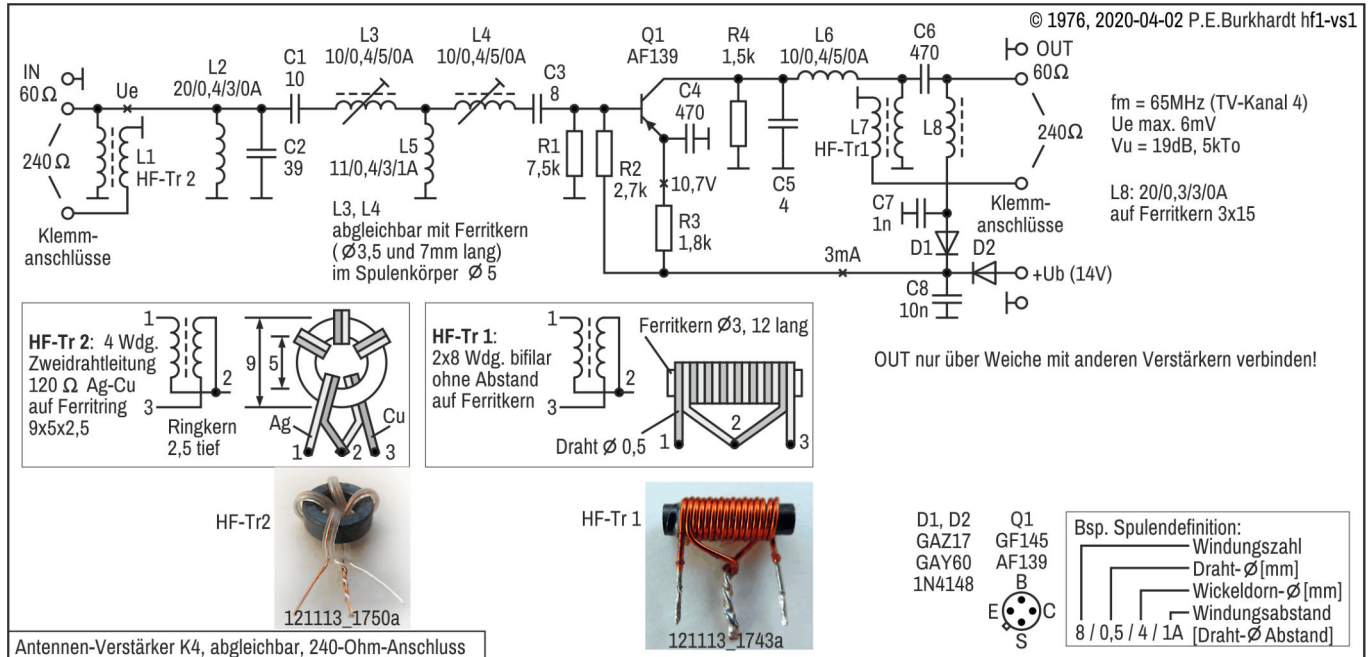 © 1976, 2020-04-02 P.E.Burkhardt hf1-vs1
IN
60Ω
240 Ω
Klemm-
anschlüsse
Ue
L1
HF-Tr 2
L2
20/0,4/3/0A
C2
39
C1
10
L3
10/0,4/5/0A
L4
10/0,4/5/0A
L5
11/0,4/3/1A
L3, L4
abgleichbar mit Ferritkern
( Ø3,5 und 7mm lang)
im Spulenkörper Ø 5
C3
8
R1
7,5k
R2
2,7k
Q1
AF139
C4
470
10,7V
R3
1,8k
R4
1,5k
C5
4
L6
10/0,4/5/0A
L7
HF-Tr1
C6
470
L8
C7
1n
D1
D2
3mA
C8
10n
+Ub (14V)
OUT
60Ω
240Ω
Klemm-
anschlüsse
fm = 65MHz (TV-Kanal 4)
Ue max. 6mV
Vu = 19dB, 5kTo
L8: 20/0,3/3/0A
auf Ferritkern 3x15
OUT nur über Weiche mit anderen Verstärkern verbinden!
HF-Tr 2: 4 Wdg.
Zweidrahtleitung
120 Ω Ag-Cu
auf Ferritring
9x5x2,5
1
2
3
Ringkern
2,5 tief
9
5
Ag
Cu
1
2
3
HF-Tr 1:
2x8 Wdg. bifilar
ohne Abstand
auf Ferritkern
1
2
3
Ferritkern Ø3, 12 lang
Draht Ø 0,5
1
2
3
HF-Tr2
121113_1750a
HF-Tr 1
121113_1743a
D1, D2
GAZ17
GAY60
1N4148
Q1
GF145
AF139
B
E
C
S
Bsp. Spulendefinition:
Windungszahl
Draht-Ø [mm]
Wickeldorn-Ø [mm]
Windungsabstand
[Draht-Ø Abstand]
8 / 0,5 / 4 / 1A
Antennen-Verstärker K4, abgleichbar, 240-Ohm-Anschluss